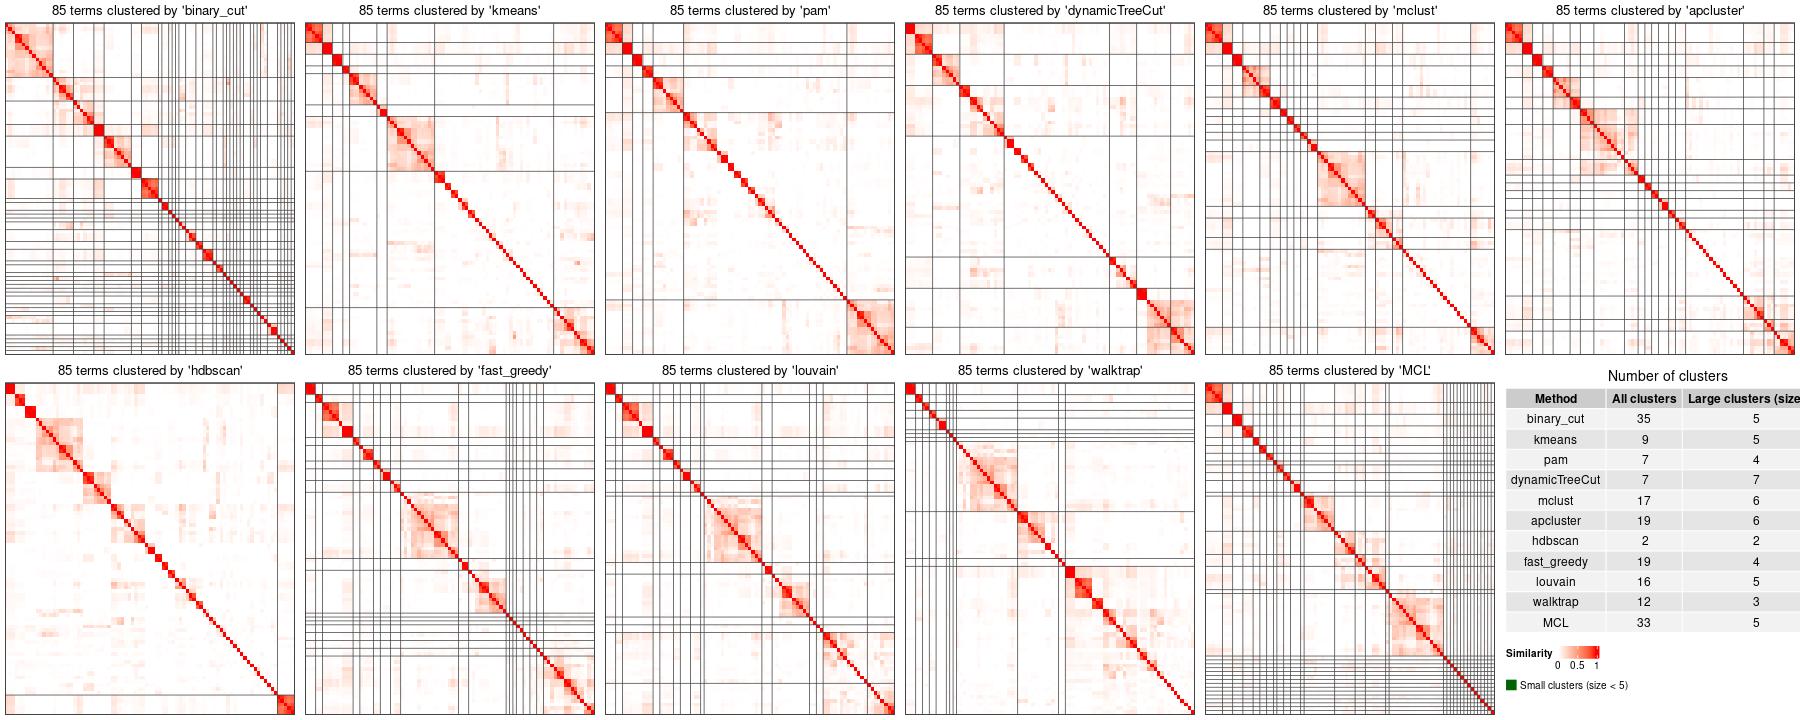 85 terms clustered by 'binary_cut'
85 terms clustered by 'kmeans'
85 terms clustered by 'pam'
85 terms clustered by 'dynamicTreeCut'
85 terms clustered by 'mclust'
85 terms clustered by 'apcluster'
85 terms clustered by 'hdbscan'
85 terms clustered by 'fast_greedy'
85 terms clustered by 'louvain'
85 terms clustered by 'walktrap'
85 terms clustered by 'MCL'
Number of clusters
Method All clusters Large clusters (size
binary_cut 35 5
kmeans 9 5
pam 7 4
dynamicTreeCut 7 7
mclust 17 6
apcluster 19 6
hdbscan 2 2
fast_greedy 19 4
louvain 16 5
walktrap 12 3
MCL 33 5
Similarity
0 0.5 1
Small clusters (size < 5)